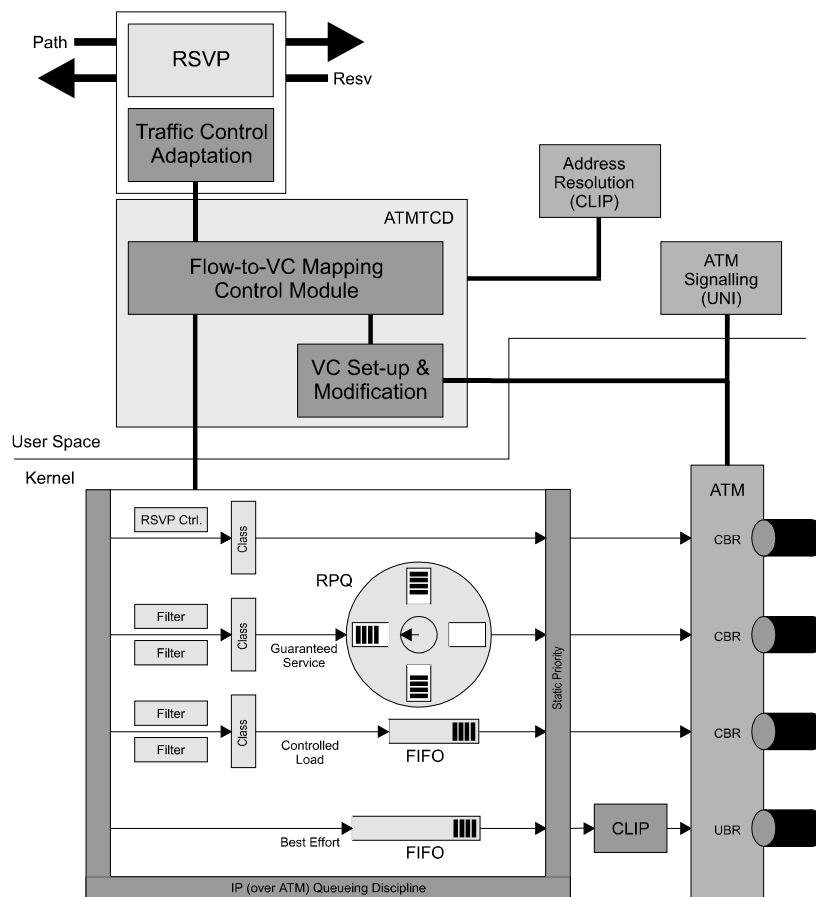 Path
RSVP
Resv
Traffic Control
Adaptation
Address
Resolution
(CLIP)
ATMTCD
Flow-to-VC Mapping
Control Module
ATM
Signalling
(UNI)
VC Set-up &
Modification
User Space
Kernel
ATM
RSVP Ctrl.
Class
CBR
RPQ
Filter
Filter
Class
Guaranteed
Service
CBR
Static Priority
Filter
Filter
Class
Controlled
Load
FIFO
CBR
Best Effort
FIFO
CLIP
UBR
IP (over ATM) Queueing Discipline